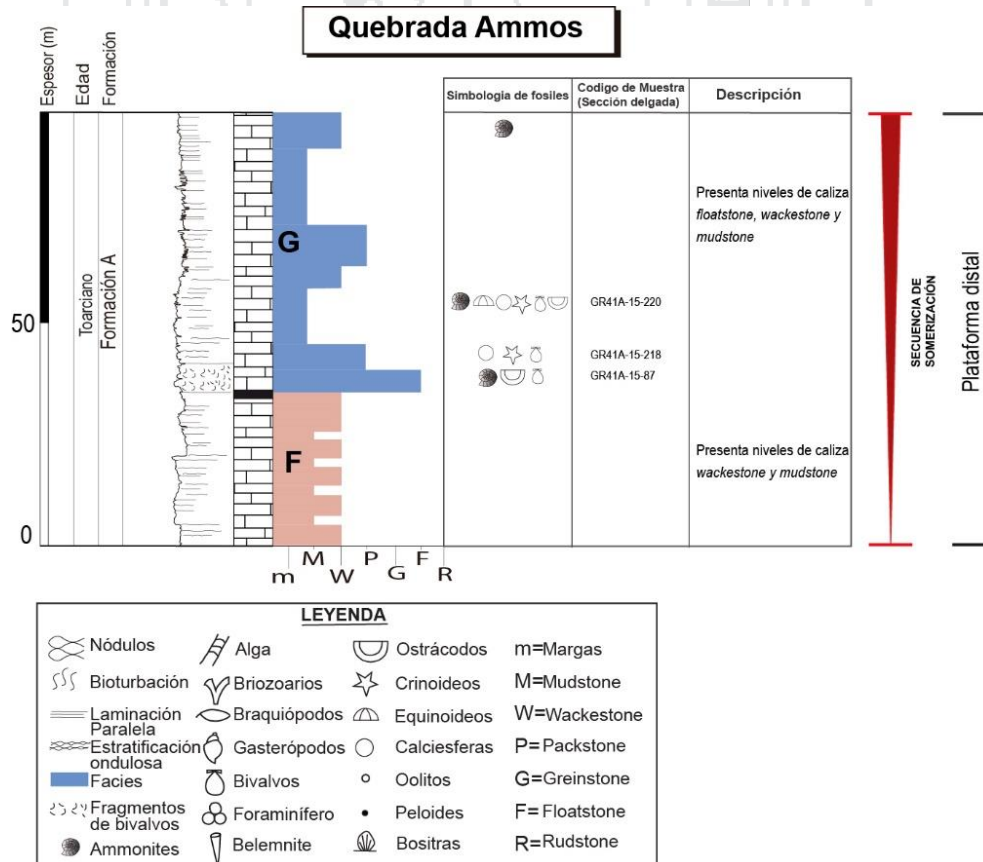 Quebrada Ammos
Espesor (m)
Edad
Formación
Simbologia de fosiles
Codigo de Muestra
(Sección delgada)
Descripción
Presenta niveles de caliza
floatstone, wackestone y
mudstone
G
Toarciano
Formación A
50
GR41A-15-220
GR41A-15-218
GR41A-15-87
SECUENCIA DE
SOMERIZACIÓN
Plataforma distal
F
Presenta niveles de caliza
wackestone y mudstone
0
m
M
W
P
G
F
R
LEYENDA
Nódulos
Bioturbación
Laminación
Paralela
Estratificación
ondulosa
Facies
Fragmentos
de bivalvos
Ammonites
Alga
Briozoarios
Braquiópodos
Gasterópodos
Bivalvos
Foraminífero
Belemnite
Ostrácodos
Crinoideos
Equinoideos
Calciesferas
Oolitos
Peloides
Bositras
m=Margas
M=Mudstone
W=Wackestone
P=Packstone
G=Greinstone
F=Floatstone
R=Rudstone